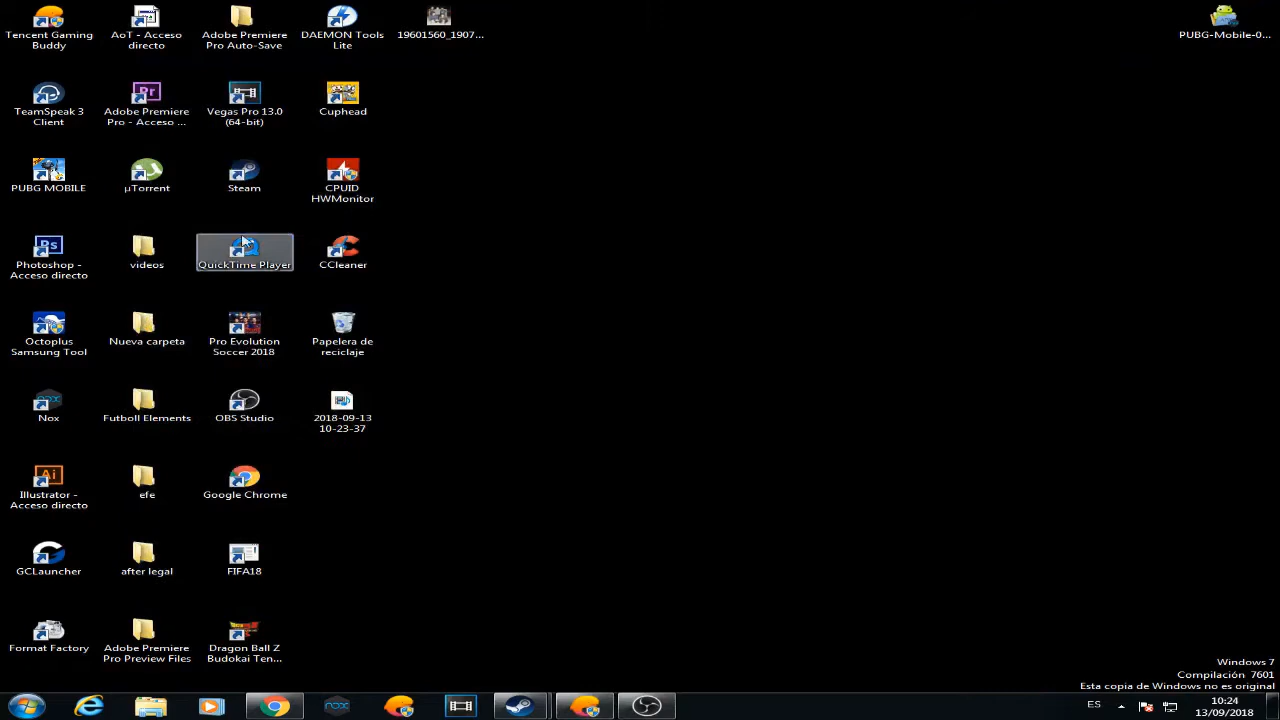 Tencent Gaming
Buddy
AoT - Acceso
directo
Adobe Premiere
Pro Auto-Save
DAEMON Tools
Lite
19601560_1907...
PUBG-Mobile-0...
TeamSpeak 3
Client
Pr
Adobe Premiere
Pro - Acceso ...
Vegas Pro 13.0
(64-bit)
Cuphead
PUBG MOBILE
µTorrent
Steam
CPUID
HWMonitor
Ps
Photoshop -
Acceso directo
videos
QuickTime Player
CCleaner
Octoplus
Samsung Tool
Nueva carpeta
Pro Evolution
Soccer 2018
Papelera de
reciclaje
nox
Nox
Futboll Elements
OBS Studio
2018-09-13
10-23-37
Ai
Illustrator -
Acceso directo
efe
Google Chrome
GCLauncher
after legal
FIFA18
Format Factory
Adobe Premiere
Pro Preview Files
Dragon Ball Z
Budokai Ten...
Windows 7
Compilación 7601
Esta copia de Windows no es original
nox
ES
10:24
13/09/2018